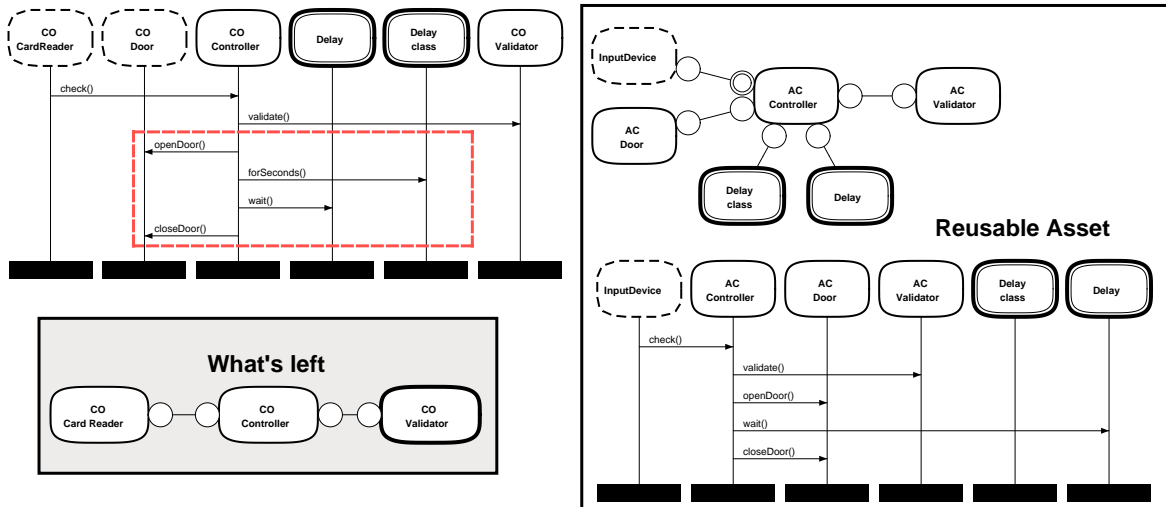 CO
CardReader
CO
Door
CO
Controller
Delay
Delay
class
CO
Validator
check()
validate()
openDoor()
forSeconds()
wait()
closeDoor()
What's left
CO
Card Reader
CO
Controller
CO
Validator
InputDevice
AC
Controller
AC
Validator
AC
Door
Delay
class
Delay
Reusable Asset
InputDevice
AC
Controller
AC
Door
AC
Validator
Delay
class
Delay
check()
validate()
openDoor()
wait()
closeDoor()